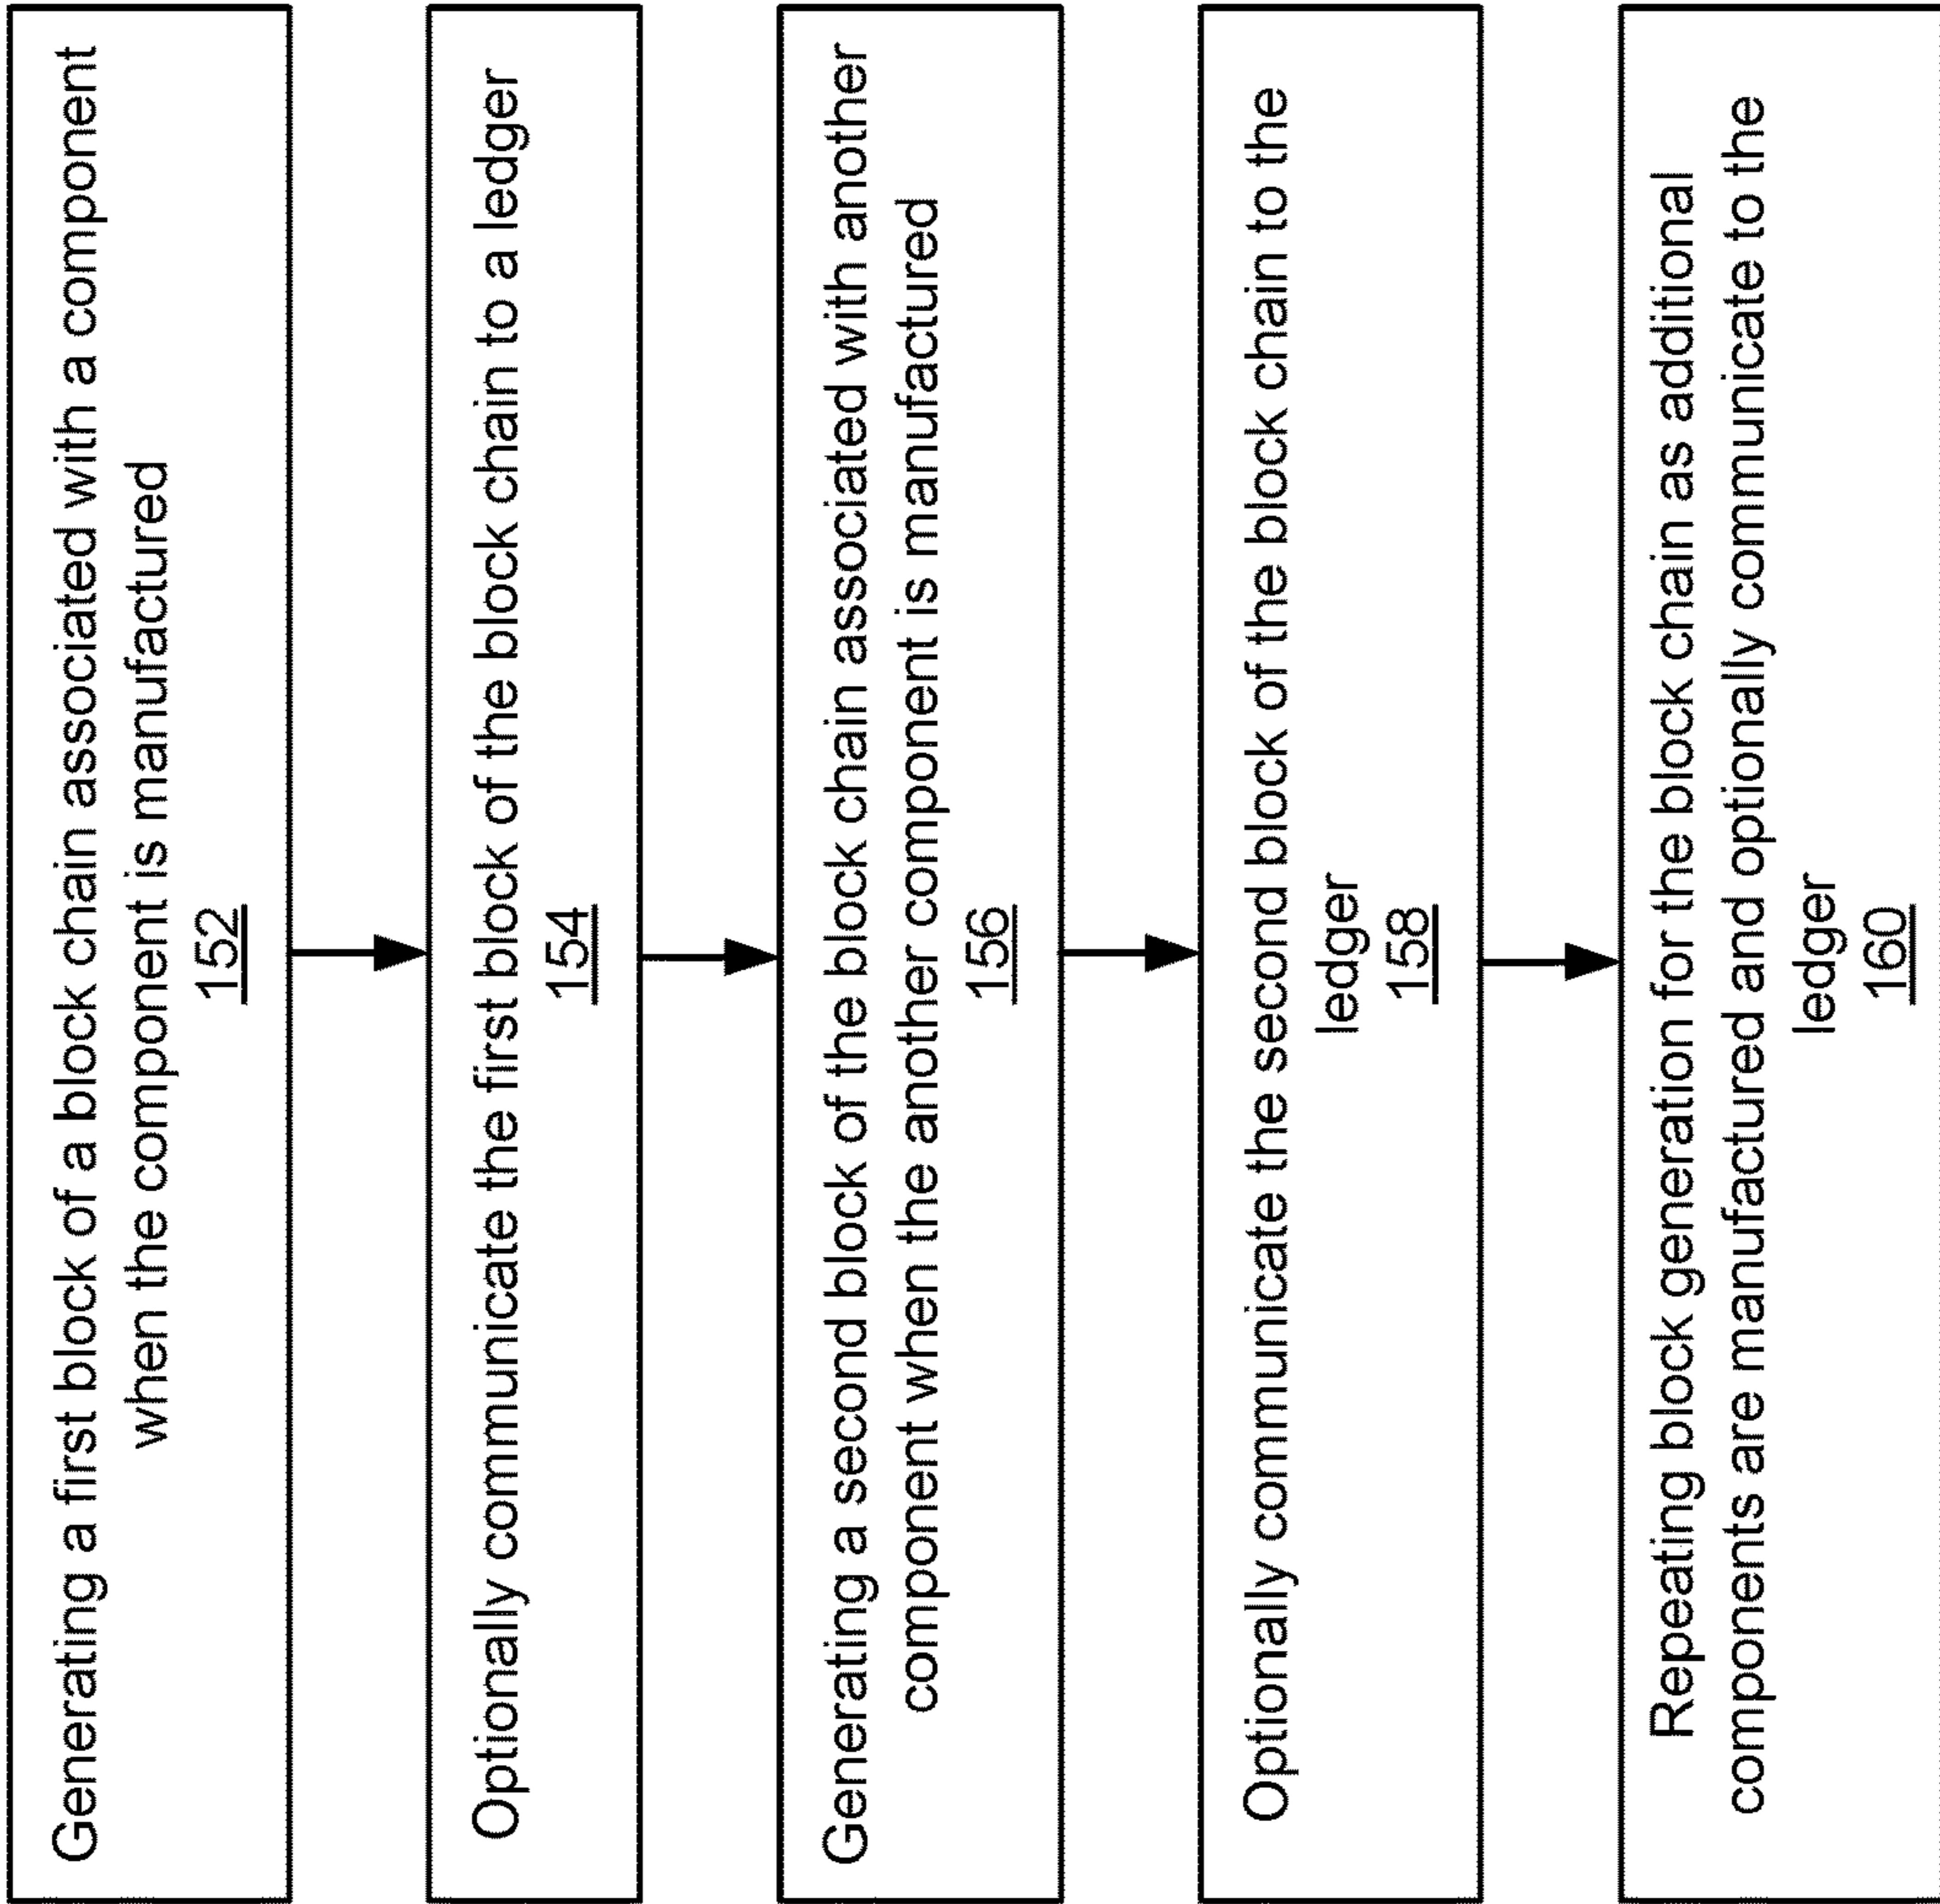 Generating a first block of a block chain associated with a component
when the component is manufactured
152
Optionally communicate the first block of the block chain to a ledger
154
Generating a second block of the block chain associated with another
component when the another component is manufactured
156
Optionally communicate the second block of the block chain to the
ledger
158
Repeating block generation for the block chain as additional
components are manufactured and optionally communicate to the
ledger
160